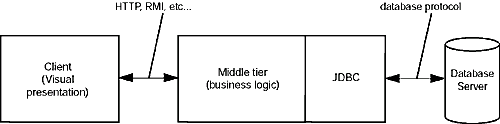 HTTP, RMI, etc...
database protocol
Client
(Visual
presentation)
Middle tier
(business logic)
JDBC
Database
Server